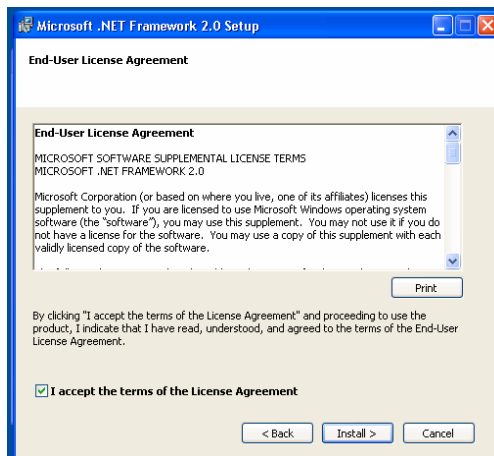 Microsoft .NET Framework 2.0 Setup
End-User License Agreement
End-User License Agreement
MICROSOFT SOFTWARE SUPPLEMENTAL LICENSE TERMS
MICROSOFT .NET FRAMEWORK 2.0
Microsoft Corporation (or based on where you live, one of its affiliates) licenses this
supplement to you.  If you are licensed to use Microsoft Windows operating system
software (the “software”), you may use this supplement.  You may not use it if you do
not have a license for the software.  You may use a copy of this supplement with each
validly licensed copy of the software.
Print
By clicking "I accept the terms of the License Agreement" and proceeding to use the
product, I indicate that I have read, understood, and agreed to the terms of the End-User
License Agreement.
I accept the terms of the License Agreement
< Back
Install >
Cancel